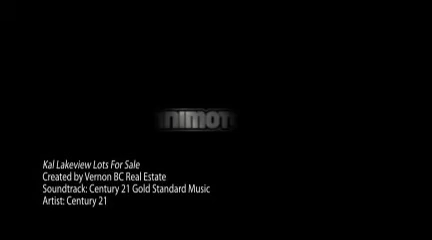 ANIMOTO
Kal Lakeview Lots For Sale
Created by Vernon BC Real Estate
Soundtrack: Century 21 Gold Standard Music
Artist: Century 21